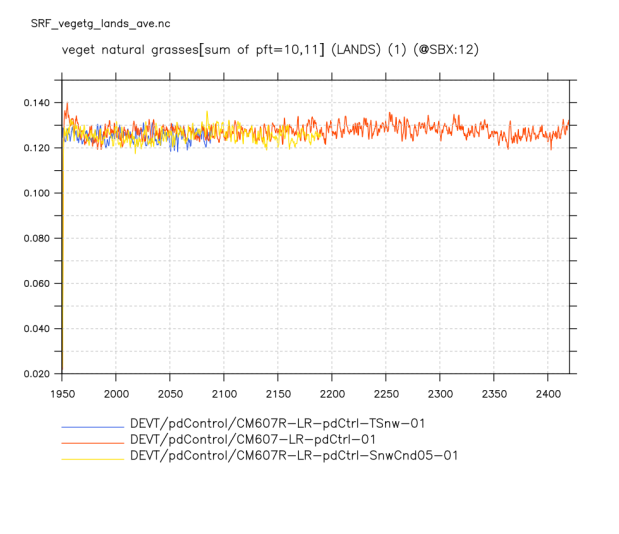 SRF_vegetg_lands_ave.nc
veget natural grasses[sum of pft=10,11] (LANDS) (1) (@SBX:12)
0.140
0.120
0.100
0.080
0.060
0.040
0.020
1950 2000 2050 2100 2150 2200 2250 2300 2350 2400
DEVT/pdControl/CM607R-LR-pdCtrl-TSnw-01
DEVT/pdControl/CM607-LR-pdCtrl-01
DEVT/pdControl/CM607R-LR-pdCtrl-SnwCnd05-01